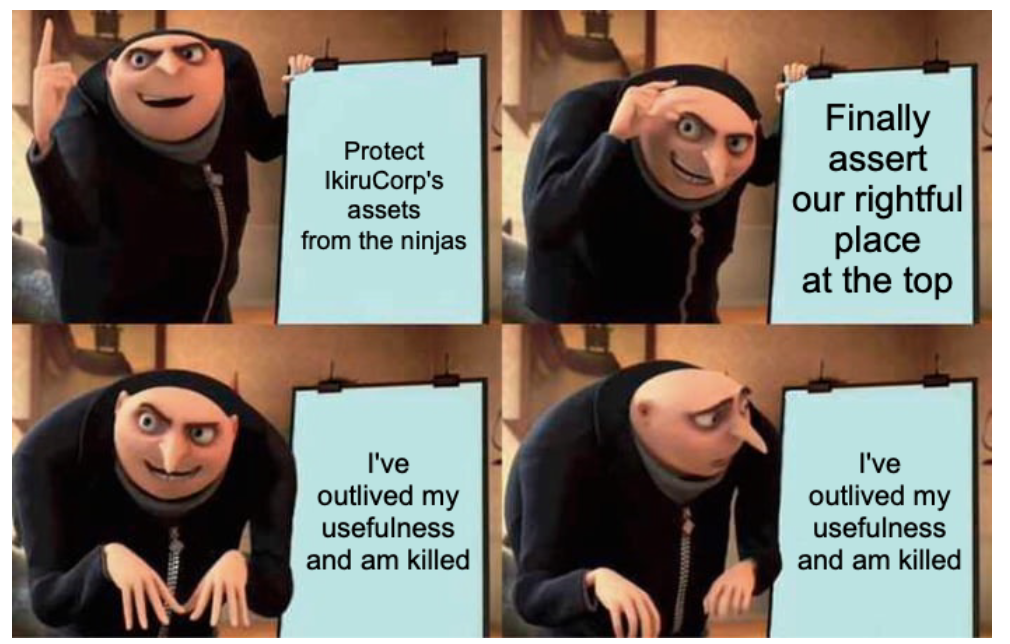 Protect
IkiruCorp's
assets
from the ninjas
Finally
assert
our rightful
place
at the top
I've
outlived my
usefulness
and am killed
I've
outlived my
usefulness
and am killed